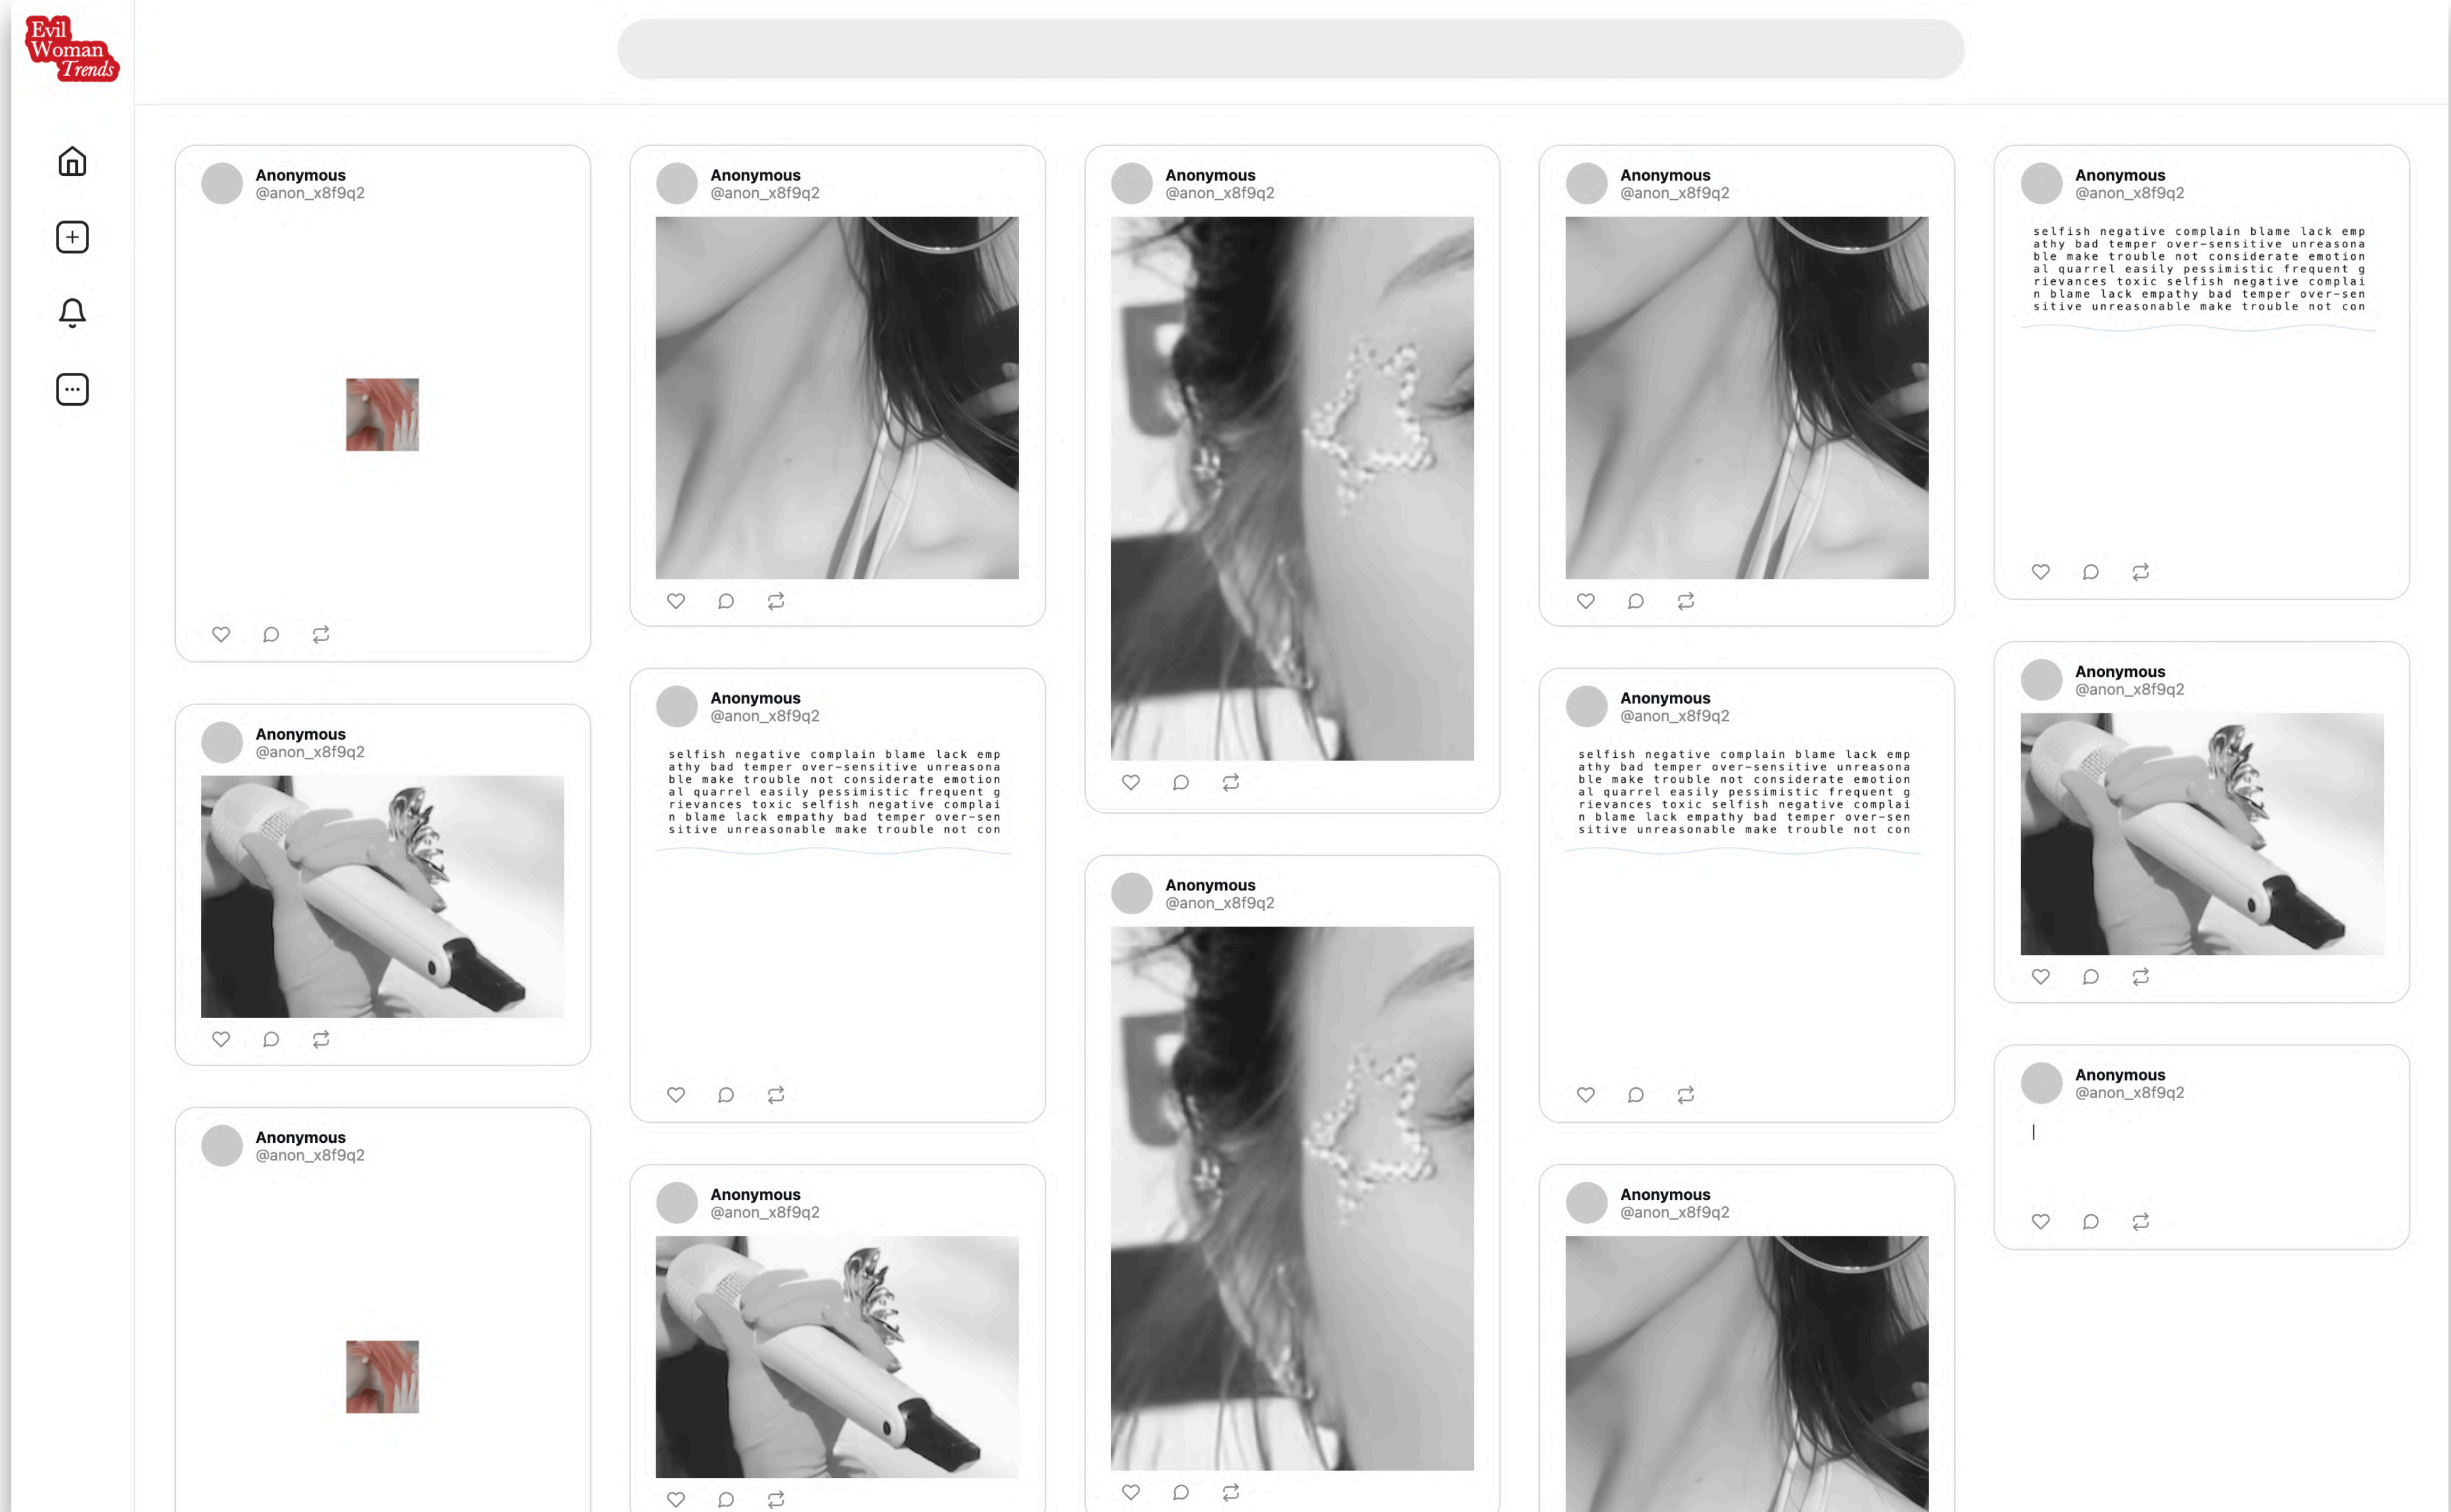 Evil
Woman
Trends
Anonymous
@anon_x8f9q2
Anonymous
@anon_x8f9q2
Anonymous
@anon_x8f9q2
Anonymous
@anon_x8f9q2
Anonymous
@anon_x8f9q2
selfish negative complain blame lack emp
athy bad temper over-sensitive unreasona
ble make trouble not considerate emotion
al quarrel easily pessimistic frequent g
rievances toxic selfish negative complai
n blame lack empathy bad temper over-sen
sitive unreasonable make trouble not con
Anonymous
@anon_x8f9q2
Anonymous
@anon_x8f9q2
selfish negative complain blame lack emp
athy bad temper over-sensitive unreasona
ble make trouble not considerate emotion
al quarrel easily pessimistic frequent g
rievances toxic selfish negative complai
n blame lack empathy bad temper over-sen
sitive unreasonable make trouble not con
Anonymous
@anon_x8f9q2
Anonymous
@anon_x8f9q2
selfish negative complain blame lack emp
athy bad temper over-sensitive unreasona
ble make trouble not considerate emotion
al quarrel easily pessimistic frequent g
rievances toxic selfish negative complai
n blame lack empathy bad temper over-sen
sitive unreasonable make trouble not con
Anonymous
@anon_x8f9q2
Anonymous
@anon_x8f9q2
Anonymous
@anon_x8f9q2
Anonymous
@anon_x8f9q2
Anonymous
@anon_x8f9q2